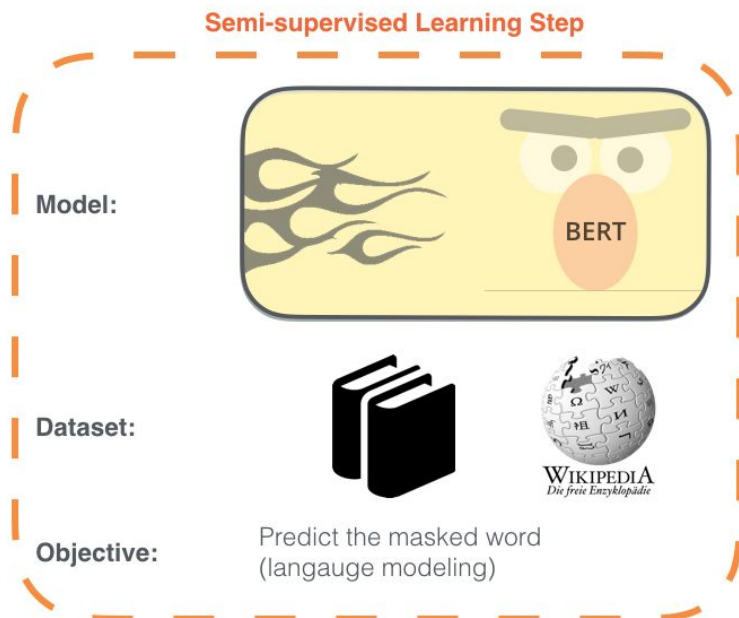 Semi-supervised Learning Step
Model:
BERT
Dataset:
WIKIPEDIA
Die freie Enzyklopädie
Objective:
Predict the masked word
(langauge modeling)